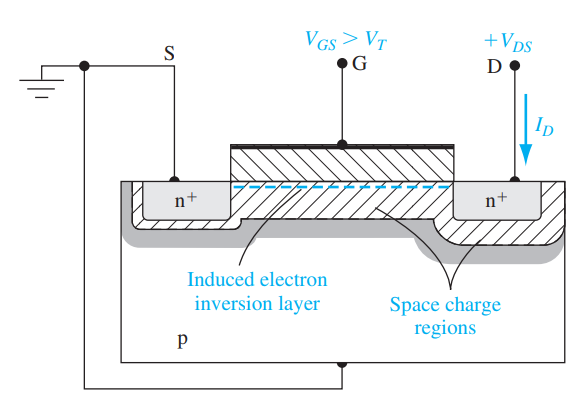 S
V_GS > V_T
G
+V_DS
D
I_D
n+
n+
Induced electron
inversion layer
Space charge
regions
p